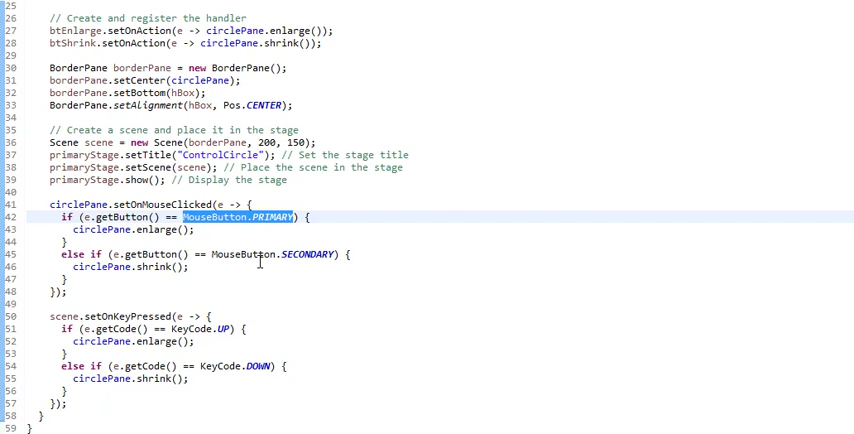 25
26 // Create and register the handler
27 btEnlarge.setOnAction(e -> circlePane.enlarge());
28 btShrink.setOnAction(e -> circlePane.shrink());
29
30 BorderPane borderPane = new BorderPane();
31 borderPane.setCenter(circlePane);
32 borderPane.setBottom(hBox);
33 BorderPane.setAlignment(hBox, Pos.CENTER);
34
35 // Create a scene and place it in the stage
36 Scene scene = new Scene(borderPane, 200, 150);
37 primaryStage.setTitle("ControlCircle"); // Set the stage title
38 primaryStage.setScene(scene); // Place the scene in the stage
39 primaryStage.show(); // Display the stage
40
41 circlePane.setOnMouseClicked(e -> {
42 if (e.getButton() == MouseButton.PRIMARY) {
43 circlePane.enlarge();
44 }
45 else if (e.getButton() == MouseButton.SECONDARY) {
46 circlePane.shrink();
47 }
48 });
49
50 scene.setOnKeyPressed(e -> {
51 if (e.getCode() == KeyCode.UP) {
52 circlePane.enlarge();
53 }
54 else if (e.getCode() == KeyCode.DOWN) {
55 circlePane.shrink();
56 }
57 });
58 }
59 }